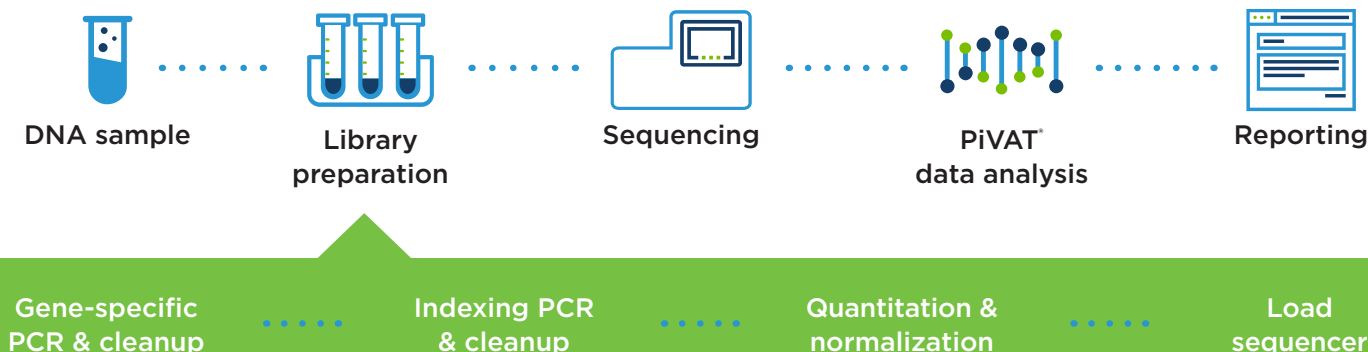 DNA sample
Library
preparation
Sequencing
PiVAT®
data analysis
Reporting
Gene-specific
PCR & cleanup
Indexing PCR
& cleanup
Quantitation &
normalization
Load
sequencer